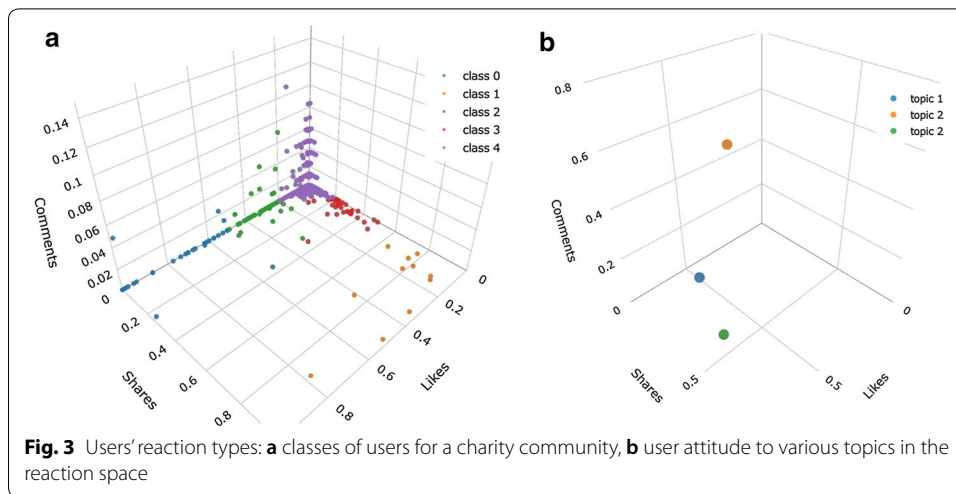 a
class 0
class 1
class 2
class 3
class 4
0.14
0.12
0.1
0.08
0.06
0.04
0.02
0
Comments
0.2
0.4
0.6
0.8
Shares
0
0.2
0.4
0.6
0.8
Likes
b
topic 1
topic 2
topic 2
0.8
0.6
0.4
0.2
0
Comments
Shares
0.5
0
0.5
Likes
Fig. 3 Users' reaction types: a classes of users for a charity community, b user attitude to various topics in the
reaction space